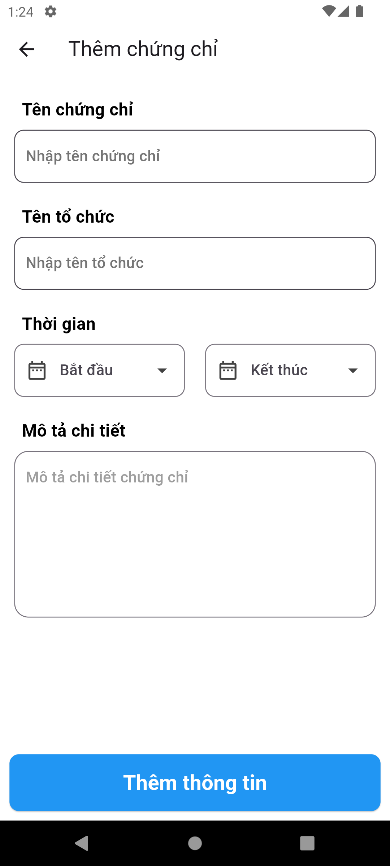 1:24
Thêm chứng chỉ
Tên chứng chỉ
Nhập tên chứng chỉ
Tên tổ chức
Nhập tên tổ chức
Thời gian
Bắt đầu
Kết thúc
Mô tả chi tiết
Mô tả chi tiết chứng chỉ
Thêm thông tin